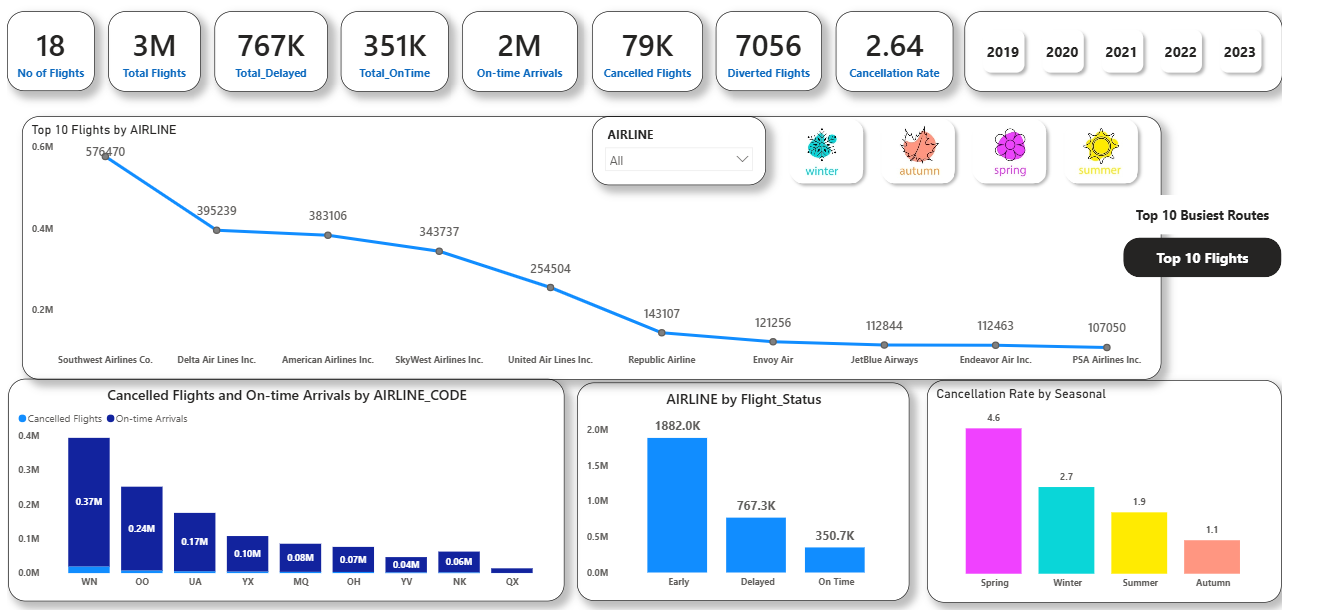 18
No of Flights
3M
Total Flights
767K
Total_Delayed
351K
Total_OnTime
2M
On-time Arrivals
79K
Cancelled Flights
7056
Diverted Flights
2.64
Cancellation Rate
2019 2020 2021 2022 2023
Top 10 Flights by AIRLINE
0.6M
0.4M
0.2M
576470
395239
383106
343737
254504
143107
121256
112844
112463
107050
Southwest Airlines Co.
Delta Air Lines Inc.
American Airlines Inc.
SkyWest Airlines Inc.
United Air Lines Inc.
Republic Airline
Envoy Air
JetBlue Airways
Endeavor Air Inc.
PSA Airlines Inc.
AIRLINE
All
winter
autumn
spring
summer
Top 10 Busiest Routes
Top 10 Flights
Cancelled Flights and On-time Arrivals by AIRLINE_CODE
Cancelled Flights On-time Arrivals
0.4M
0.3M
0.2M
0.1M
0.0M
0.37M
0.24M
0.17M
0.10M
0.08M
0.07M
0.04M
0.06M
WN OO UA YX MQ OH YV NK QX
AIRLINE by Flight_Status
2.0M
1.5M
1.0M
0.5M
0.0M
1882.0K
767.3K
350.7K
Early Delayed On Time
Cancellation Rate by Seasonal
4.6
2.7
1.9
1.1
Spring Winter Summer Autumn